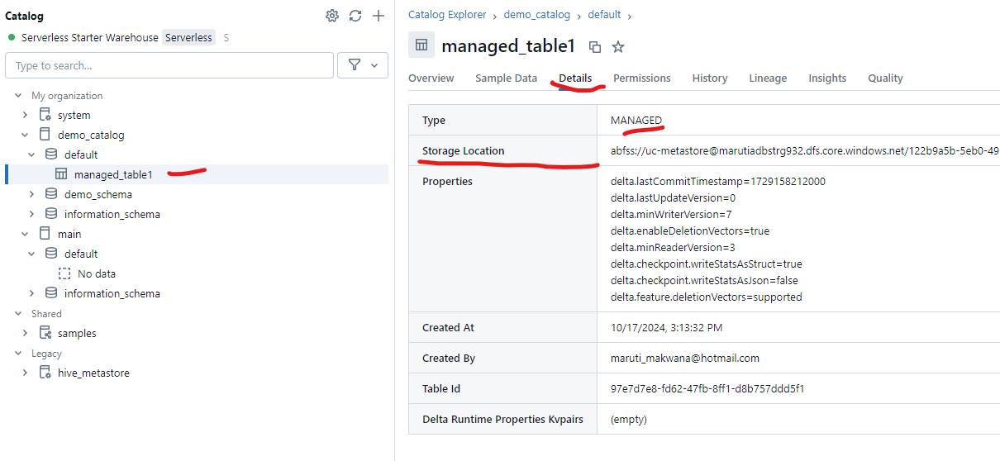 Catalog
Serverless Starter Warehouse Serverless S
Type to search...
My organization
system
demo_catalog
default
managed_table1
demo_schema
information_schema
main
default
No data
information_schema
Shared
samples
Legacy
hive_metastore
Catalog Explorer > demo_catalog > default >
managed_table1
Overview Sample Data Details Permissions History Lineage Insights Quality
Type MANAGED
Storage Location abfss://uc-metastore@marutiadbstrg932.dfs.core.windows.net/122b9a5b-5eb0-49
Properties delta.lastCommitTimestamp=1729158212000
delta.lastUpdateVersion=0
delta.minWriterVersion=7
delta.enableDeletionVectors=true
delta.minReaderVersion=3
delta.checkpoint.writeStatsAsStruct=true
delta.checkpoint.writeStatsAsJson=false
delta.feature.deletionVectors=supported
Created At 10/17/2024, 3:13:32 PM
Created By maruti_makwana@hotmail.com
Table Id 97e7d7e8-fd62-47fb-8ff1-d8b757ddd5f1
Delta Runtime Properties Kvpairs (empty)